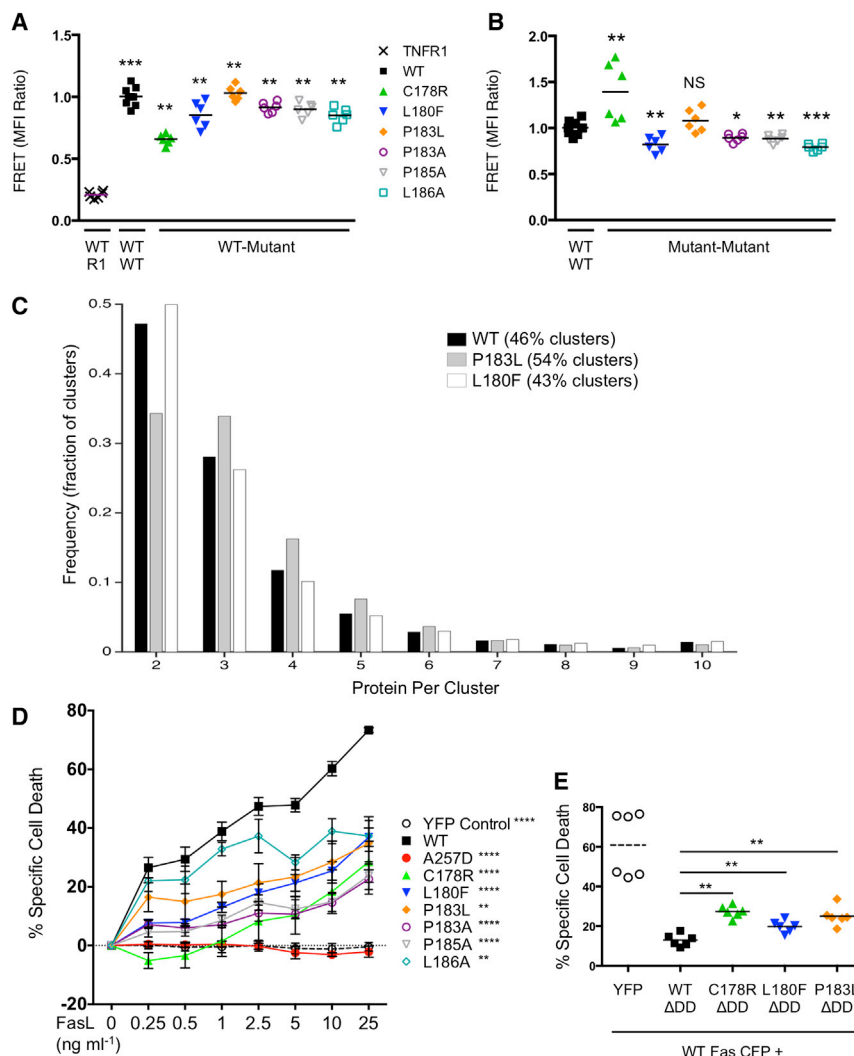 A
FRET (MFI Ratio)
1.5
1.0
0.5
0.0
***
**
**
**
**
**
**
WT
R1
WT
WT
WT-Mutant
TNFR1
WT
C178R
L180F
P183L
P183A
P185A
L186A
B
FRET (MFI Ratio)
2.0
1.5
1.0
0.5
0.0
**
**
NS
*
**
***
WT
WT
Mutant-Mutant
C
Frequency (fraction of clusters)
0.5
0.4
0.3
0.2
0.1
0
WT (46% clusters)
P183L (54% clusters)
L180F (43% clusters)
2 3 4 5 6 7 8 9 10
Protein Per Cluster
D
% Specific Cell Death
80
60
40
20
0
-20
YFP Control ****
WT
A257D ****
C178R ****
L180F ****
P183L **
P183A ****
P185A ****
L186A **
FasL 0 0.25 0.5 1 2.5 5 10 25
(ng ml-1)
E
% Specific Cell Death
80
60
40
20
0
**
**
**
YFP WT C178R L180F P183L
ΔDD ΔDD ΔDD ΔDD
WT Fas CFP +